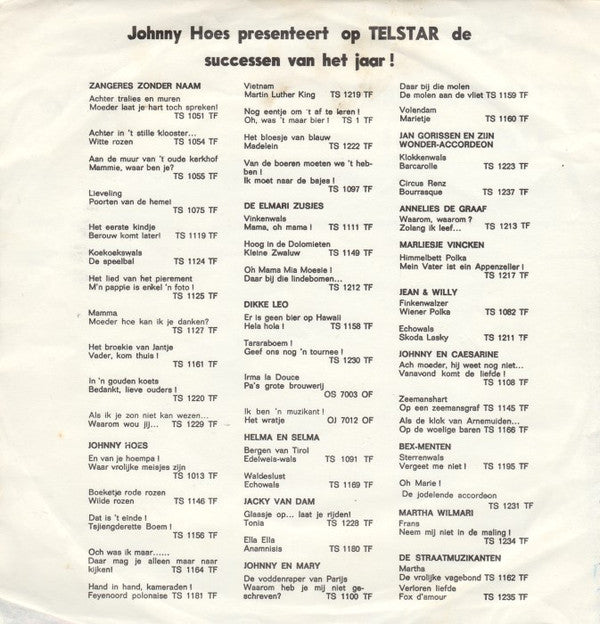 Johnny Hoes presenteert op TELSTAR de
successen van het jaar!
ZANGERES ZONDER NAAM
Achter tralies en muren
Moeder laat je hart toch spreken!
TS 1051 TF
Achter in 't stille klooster...
Witte rozen TS 1054 TF
Aan de muur van 't oude kerkhof
Mammie, waar ben je?
TS 1055 TF
Lieveling
Poorten van de hemel
TS 1075 TF
Het eerste kindje
Berouw komt later! TS 1119 TF
Koekoekswals
De speelbal TS 1124 TF
Het lied van het pierement
M'n pappie is enkel 'n foto!
TS 1125 TF
Mamma
Moeder hoe kan ik je danken?
TS 1127 TF
Het broekie van Jantje
Vader, kom thuis!
TS 1161 TF
In 'n gouden koets
Bedankt, lieve ouders!
TS 1220 TF
Als ik je zon niet kan wezen...
Waarom wou jij... TS 1229 TF
JOHNNY HOES
En van je hoempa!
Waar vrolijke meisjes zijn
TS 1013 TF
Boeketje rode rozen
Wilde rozen TS 1146 TF
Dat is 't einde!
Tsjiengderette Boem!
TS 1156 TF
Och was ik maar......
Daar mag je alleen maar naar
kijken! TS 1164 TF
Hand in hand, kameraden!
Feyenoord polonaise TS 1181 TF
Vietnam
Martin Luther King TS 1219 TF
Nog eentje om 't af te leren!
Oh, was 't maar bier! TS 1 TF
Het bloesje van blauw
Madelein TS 1222 TF
Van de boeren moeten we 't heb-
ben!
Ik moet naar de bajes!
TS 1097 TF
DE ELMARI ZUSJES
Vinkenwals
Mama, oh mama! TS 1111 TF
Hoog in de Dolomieten
Kleine Zwaluw TS 1149 TF
Oh Mama Mia Moesie!
Daar bij die lindebomen...
TS 1212 TF
DIKKE LEO
Er is geen bier op Hawaii
Hela hola! TS 1158 TF
Tararaboem!
Geef ons nog 'n tournee!
TS 1230 TF
Irma la Douce
Pa's grote brouwerij
OS 7003 OF
Ik ben 'n muzikant!
Het wratje OJ 7012 OF
HELMA EN SELMA
Bergen van Tirol
Edelweis-wals TS 1091 TF
Waldeslust
Echowals TS 1169 TF
JACKY VAN DAM
Glaasje op... laat je rijden!
Tonia TS 1228 TF
Ella Ella
Anamnisis TS 1180 TF
JOHNNY EN MARY
De voddenraper van Parijs
Waarom heb je mij niet ge-
schreven? TS 1100 TF
Daar bij die molen
De molen aan de vliet TS 1159 TF
Volendam
Marietje TS 1160 TF
JAN GORISSEN EN ZIJN
WONDER-ACCORDEON
Klokkenwals
Barcarolle TS 1223 TF
Circus Renz
Bourrasque TS 1237 TF
ANNELIES DE GRAAF
Waarom, waarom?
Zolang ik leef... TS 1213 TF
MARLIESJE VINCKEN
Himmelbett Polka
Mein Vater ist ein Appenzeller!
TS 1217 TF
JEAN & WILLY
Finkenwalzer
Wiener Polka TS 1082 TF
Echowals
Skoda Lasky TS 1211 TF
JOHNNY EN CAESARINE
Ach moeder, hij weet nog niet...
Vanavond komt de liefde!
TS 1108 TF
Zeemanshart
Op een zeemansgraf TS 1145 TF
Als de klok van Arnemuiden...
Op de woelige baren TS 1166 TF
BEX-MENTEN
Sterrenwals
Vergeet me niet! TS 1195 TF
Oh Marie!
De jodelende accordeon
TS 1231 TF
MARTHA WILMARI
Frans
Neem mij niet in de maling!
TS 1234 TF
DE STRAATMUZIKANTEN
Martha
De vrolijke vagebond TS 1162 TF
Verloren liefde
Fox d'amour TS 1235 TF